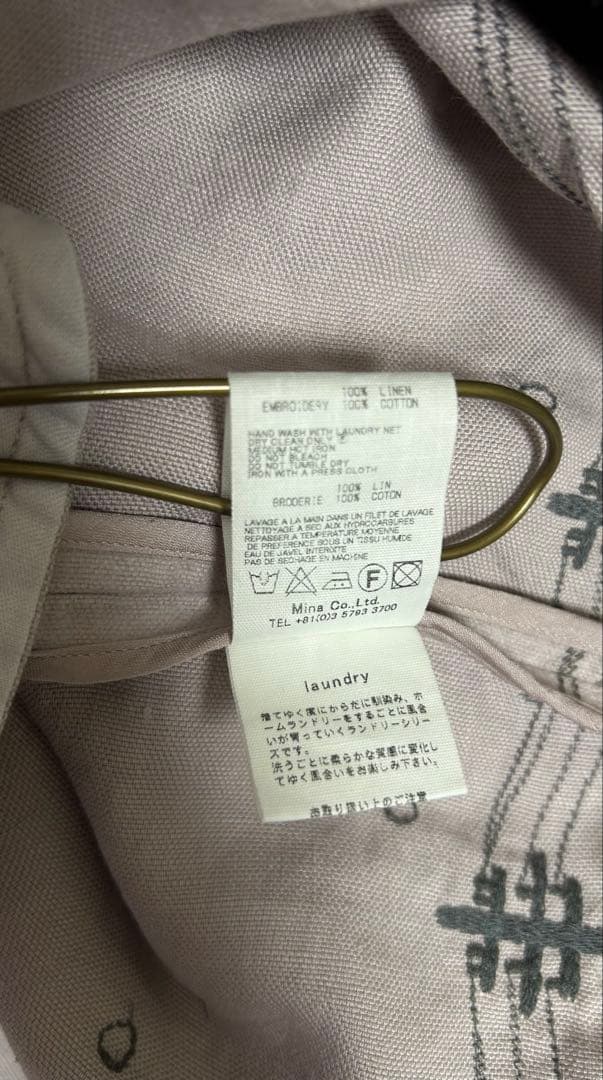 100% LINEN
EMBROIDERY 100% COTTON
HAND WASH WITH LAUNDRY NET
DRY CLEAN ONLY Ⓕ
MEDIUM HOT IRON
DO NOT BLEACH
DO NOT TUMBLE DRY
IRON WITH A PRESS CLOTH
100% LIN
BRODERIE 100% COTON
LAVAGE A LA MAIN DANS UN FILET DE LAVAGE
NETTOYAGE A SEC AUX HYDROCARBURES
REPASSER A TEMPERATURE MOYENNE
DE PREFERENCE SOUS UN TISSU HUMIDE
EAU DE JAVEL INTERDITE
PAS DE SECHAGE EN MACHINE
F
Mina Co.,Ltd.
TEL +81(0)3 5793 3700
laundry
着てゆく度にからだに馴染み、ホ
ームランドリーをするごとに風合
いが育っていくランドリーシリー
ズです。
洗うごとに柔らかな質感に変化し
てゆく風合いをお楽しみ下さい。
お取り扱い上のご注意